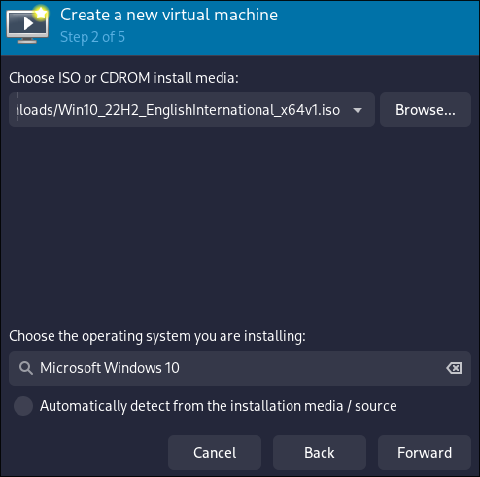 Create a new virtual machine
Step 2 of 5
Choose ISO or CDROM install media:
loads/Win10_22H2_EnglishInternational_x64v1.iso
Browse...
Choose the operating system you are installing:
Microsoft Windows 10
Automatically detect from the installation media / source
Cancel
Back
Forward